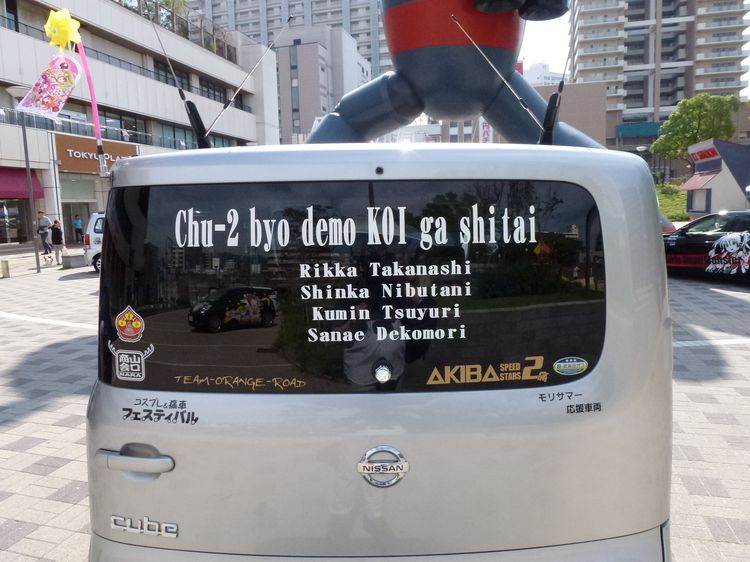 TOKYU PLAZA
Chu-2 byo demo KOI ga shitai
Rikka Takanashi
Shinka Nibutani
Kumin Tsuyuri
Sanae Dekomori
TEAM-ORANGE-ROAD
AKIBA SPEED STARS 2
コスプレ&痛車
フェスティバル
モリサマー
応援車両
NISSAN
cube